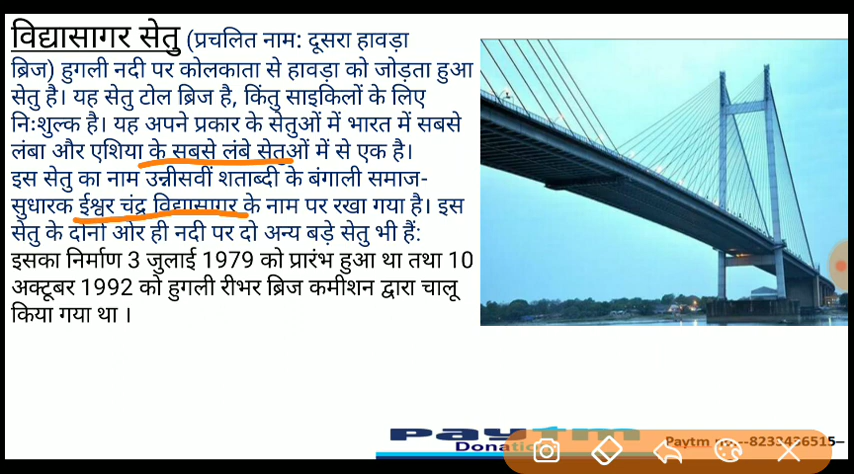 विद्यासागर सेतु (प्रचलित नाम: दूसरा हावड़ा
ब्रिज) हुगली नदी पर कोलकाता से हावड़ा को जोड़ता हुआ
सेतु है। यह सेतु टोल ब्रिज है, किंतु साइकिलों के लिए
निःशुल्क है। यह अपने प्रकार के सेतुओं में भारत में सबसे
लंबा और एशिया के सबसे लंबे सेतुओं में से एक है।
इस सेतु का नाम उन्नीसवीं शताब्दी के बंगाली समाज-
सुधारक ईश्वर चंद्र विद्यासागर के नाम पर रखा गया है। इस
सेतु के दोनों ओर ही नदी पर दो अन्य बड़े सेतु भी हैं:
इसका निर्माण 3 जुलाई 1979 को प्रारंभ हुआ था तथा 10
अक्टूबर 1992 को हुगली रीभर ब्रिज कमीशन द्वारा चालू
किया गया था ।
paytm
Paytm